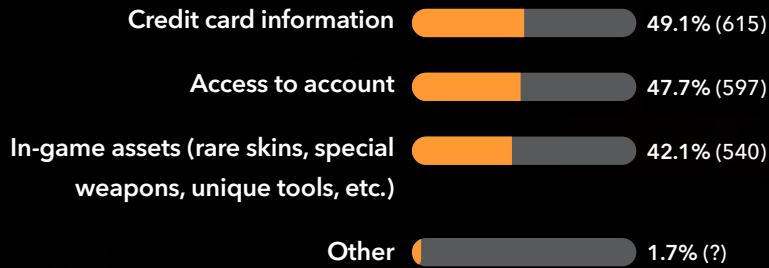 Credit card information 49.1% (615)
Access to account 47.7% (597)
In-game assets (rare skins, special
weapons, unique tools, etc.) 42.1% (540)
Other 1.7% (?)